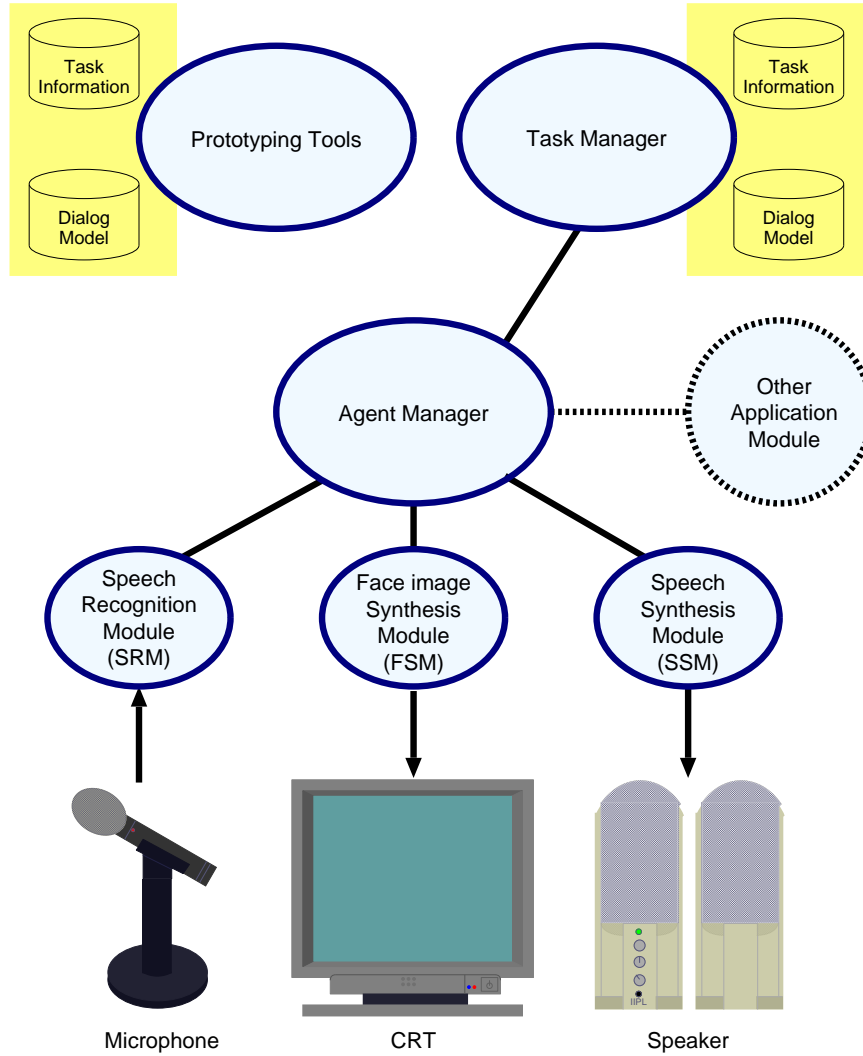 Task
Information
Dialog
Model
Prototyping Tools
Task Manager
Task
Information
Dialog
Model
Agent Manager
Other
Application
Module
Speech
Recognition
Module
(SRM)
Face image
Synthesis
Module
(FSM)
Speech
Synthesis
Module
(SSM)
IIPL
Microphone
CRT
Speaker